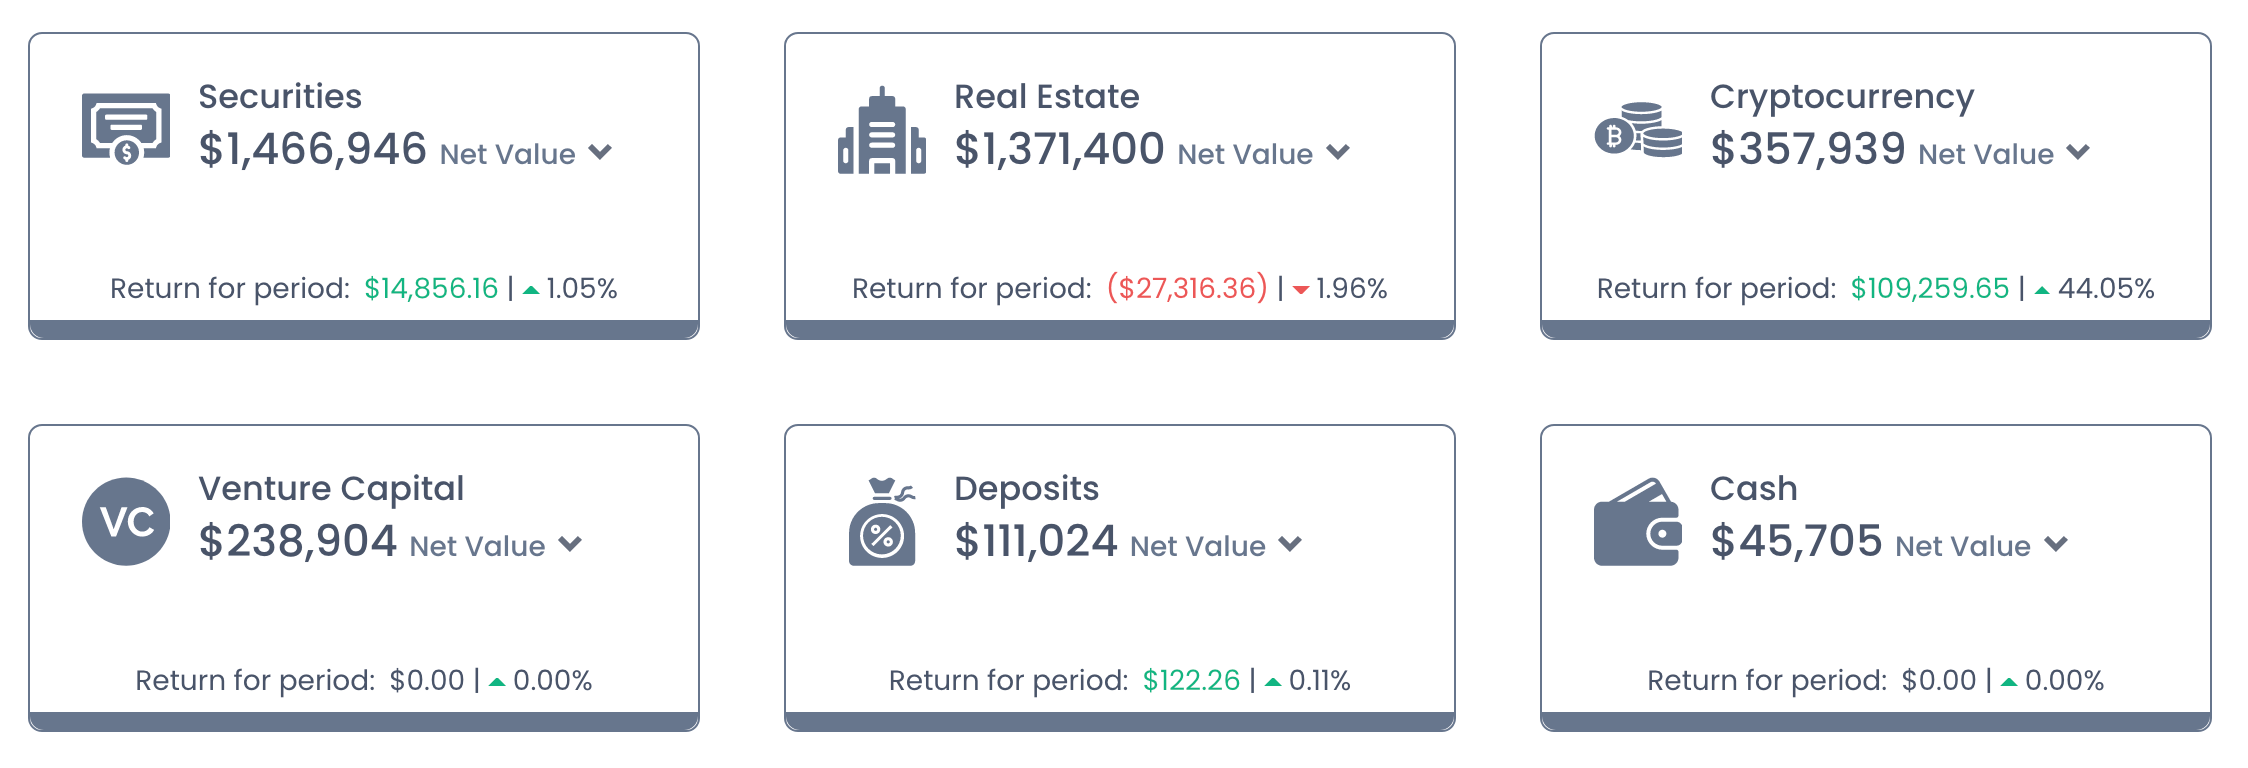 Securities
$1,466,946 Net Value
Return for period: $14,856.16 | 1.05%
Real Estate
$1,371,400 Net Value
Return for period: ($27,316.36) | 1.96%
Cryptocurrency
$357,939 Net Value
Return for period: $109,259.65 | 44.05%
VC
Venture Capital
$238,904 Net Value
Return for period: $0.00 | 0.00%
Deposits
$111,024 Net Value
Return for period: $122.26 | 0.11%
Cash
$45,705 Net Value
Return for period: $0.00 | 0.00%